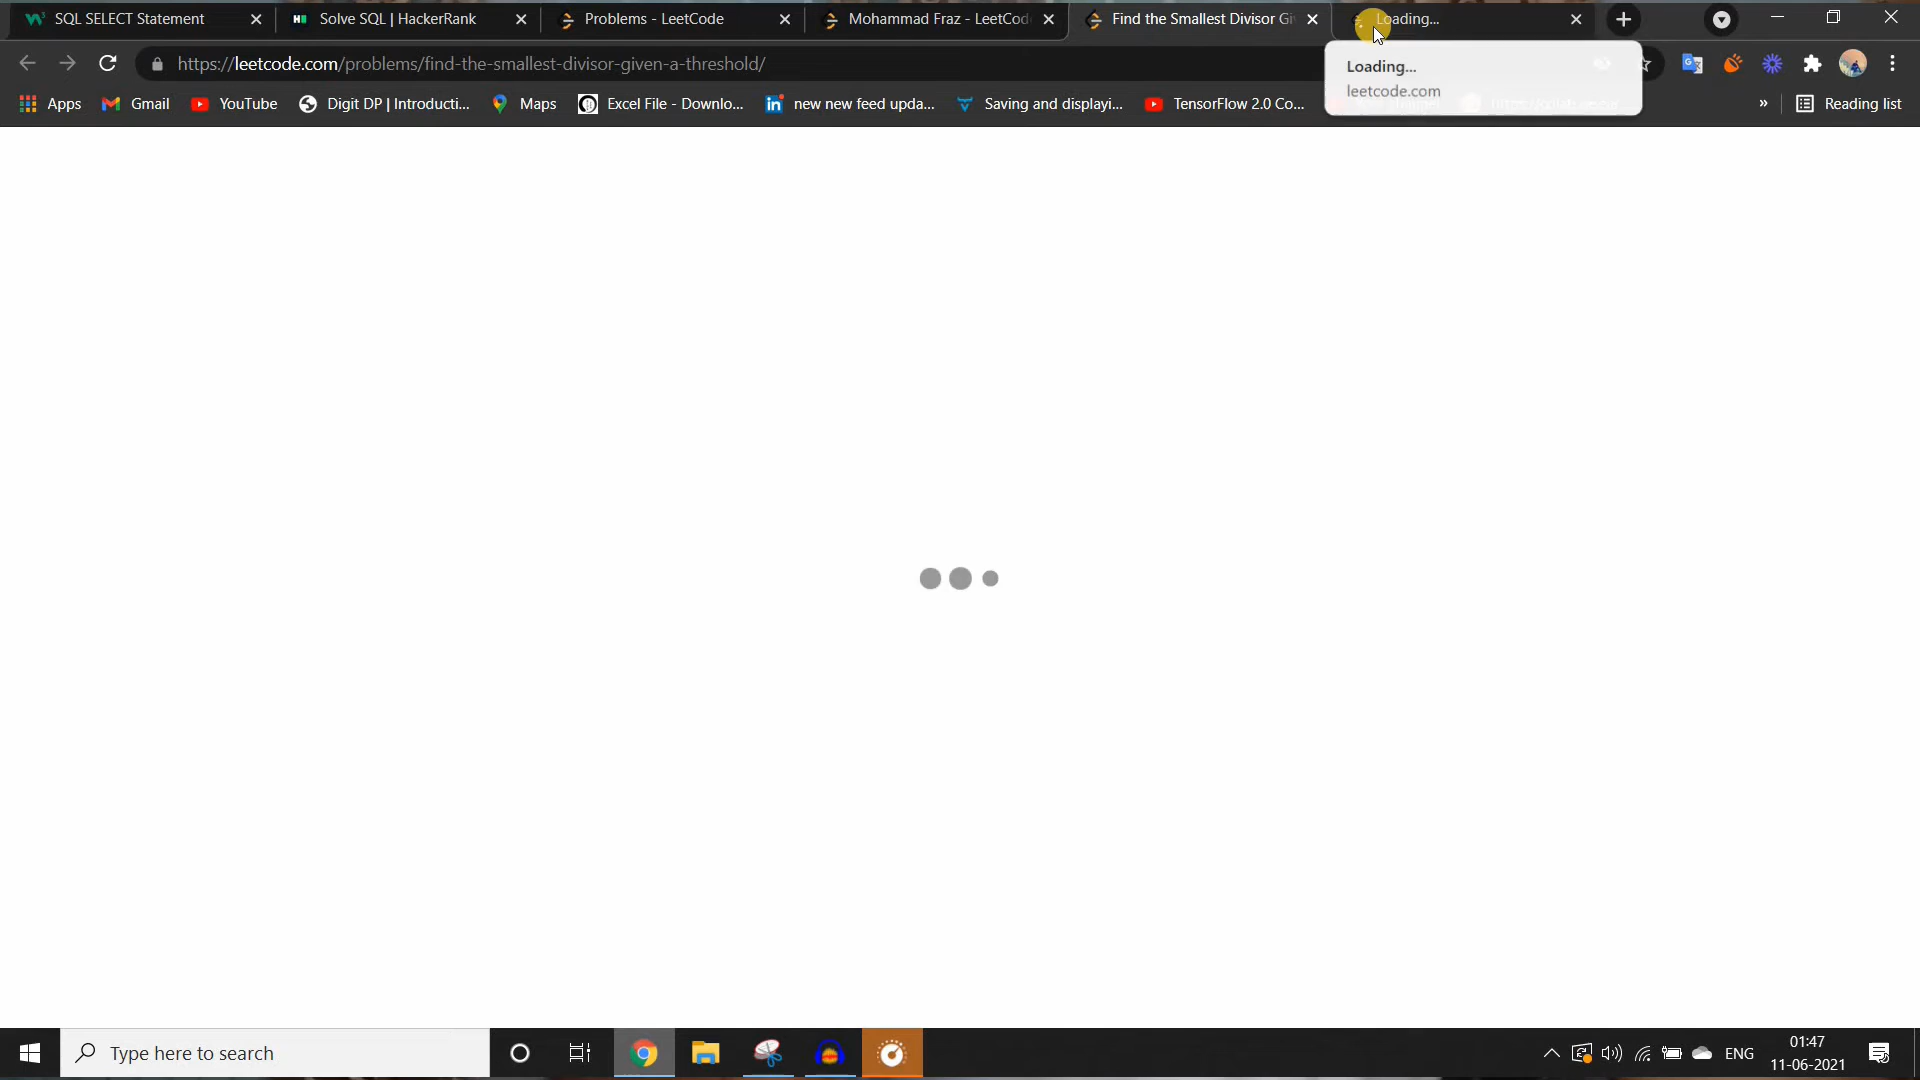 SQL SELECT Statement
Solve SQL | HackerRank
Problems - LeetCode
Mohammad Fraz - LeetCod
Find the Smallest Divisor Gi
Loading...
https://leetcode.com/problems/find-the-smallest-divisor-given-a-threshold/
Loading...
leetcode.com
Apps
Gmail
YouTube
Digit DP | Introducti...
Maps
Excel File - Downlo...
new new feed upda...
Saving and displayi...
TensorFlow 2.0 Co...
»
Reading list
Type here to search
ENG
01:47
11-06-2021